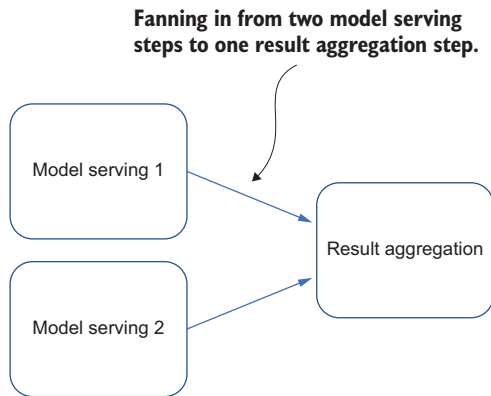 Fanning in from two model serving
steps to one result aggregation step.
Model serving 1
Result aggregation
Model serving 2